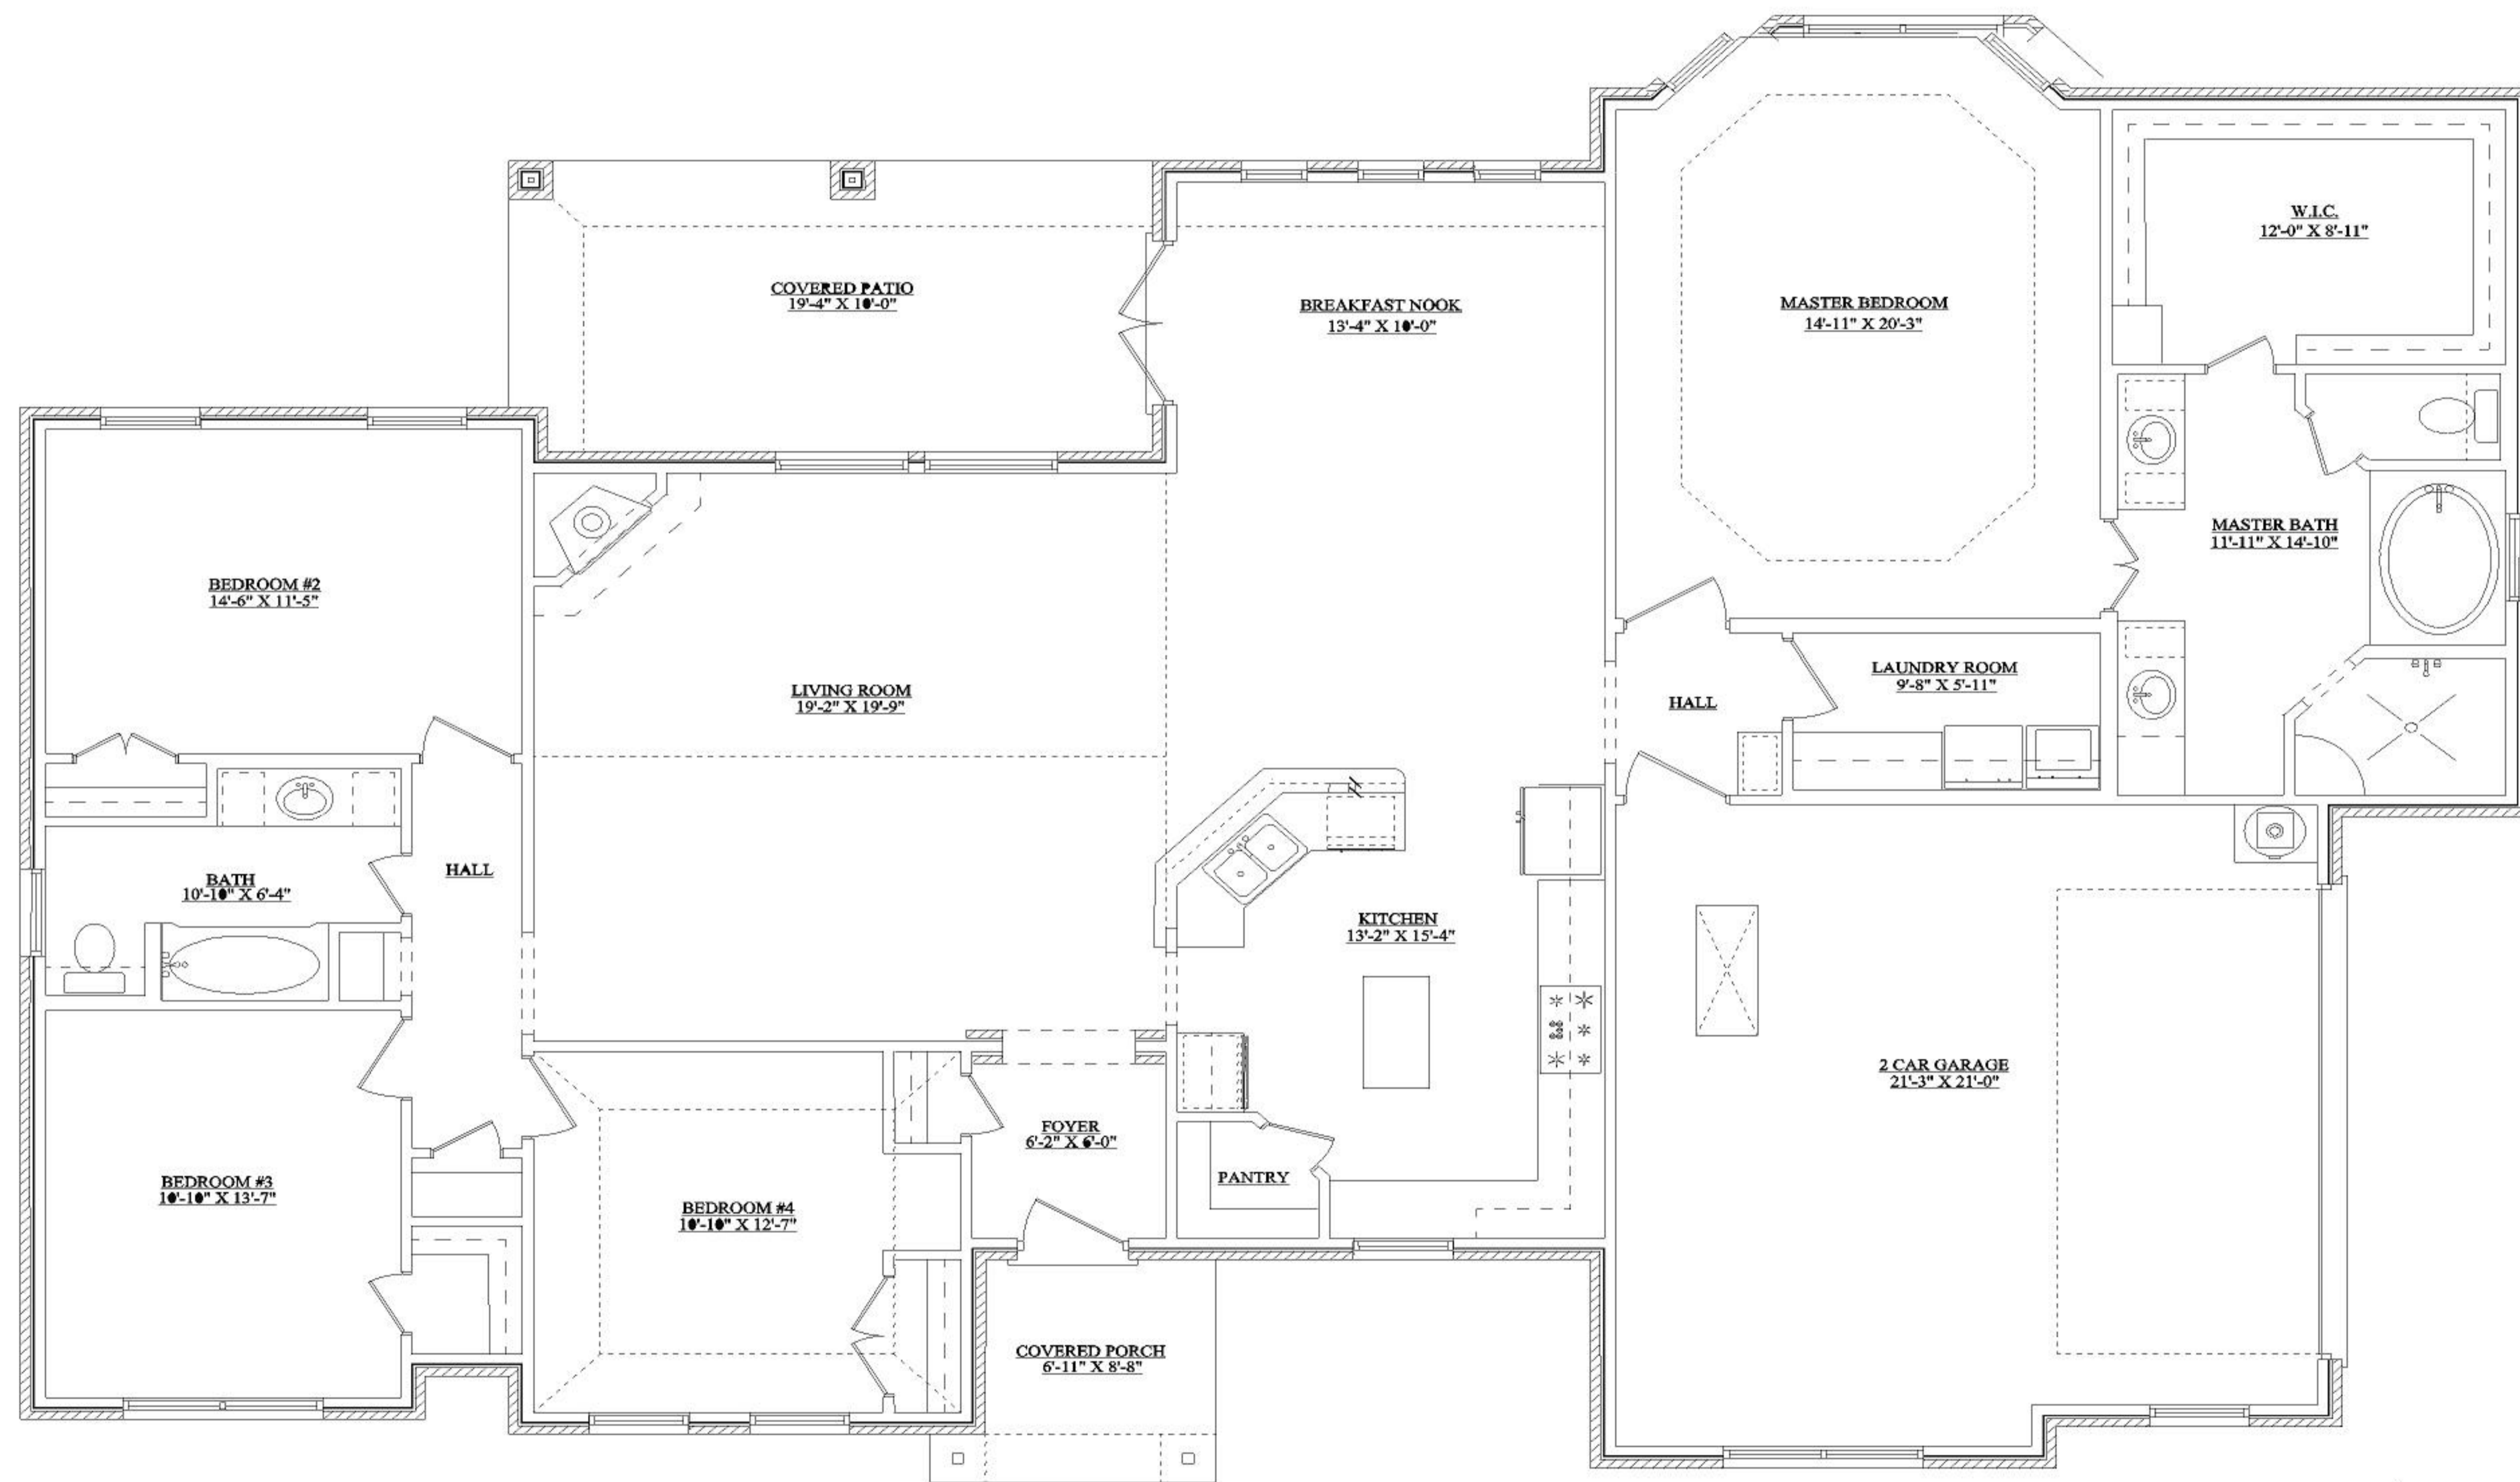 W.I.C.
12'-0" X 8'-11"
COVERED PATIO
19'-4" X 10'-0"
BREAKFAST NOOK
13'-4" X 10'-0"
MASTER BEDROOM
14'-11" X 20'-3"
MASTER BATH
11'-11" X 14'-10"
BEDROOM #2
14'-6" X 11'-5"
LIVING ROOM
19'-2" X 19'-9"
HALL
LAUNDRY ROOM
9'-8" X 5'-11"
BATH
10'-10" X 6'-4"
HALL
KITCHEN
13'-2" X 15'-4"
2 CAR GARAGE
21'-3" X 21'-0"
FOYER
6'-2" X 6'-0"
PANTRY
BEDROOM #3
10'-10" X 13'-7"
BEDROOM #4
10'-10" X 12'-7"
COVERED PORCH
6'-11" X 8'-8"